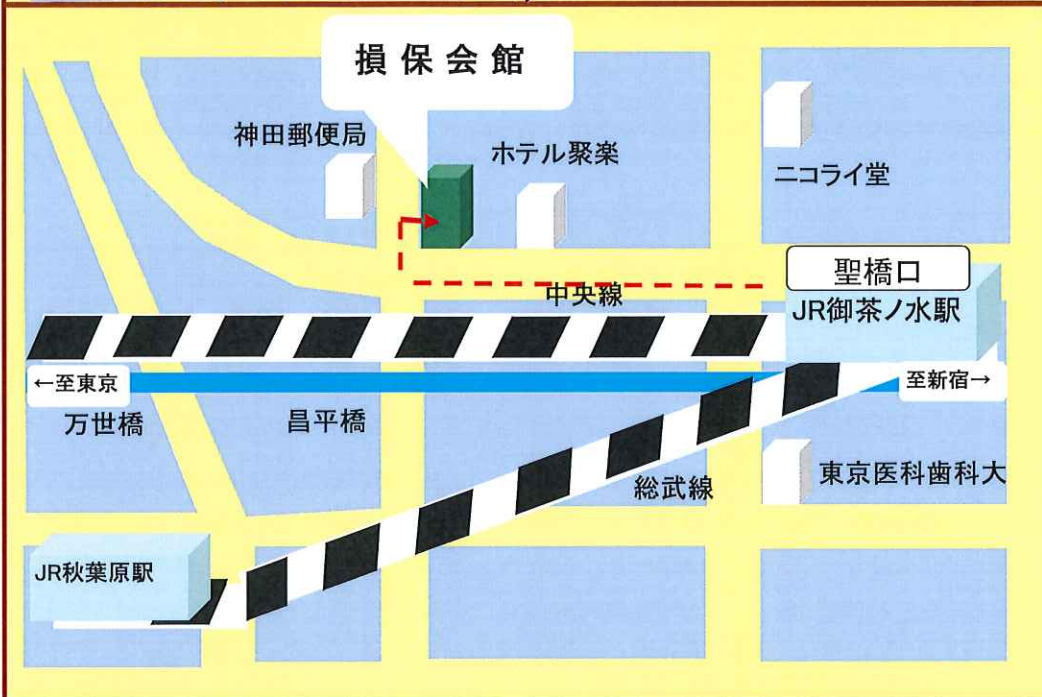 損保会館
神田郵便局
ホテル聚楽
ニコライ堂
聖橋口
中央線
JR御茶ノ水駅
←至東京
至新宿→
万世橋
昌平橋
総武線
東京医科歯科大
JR秋葉原駅